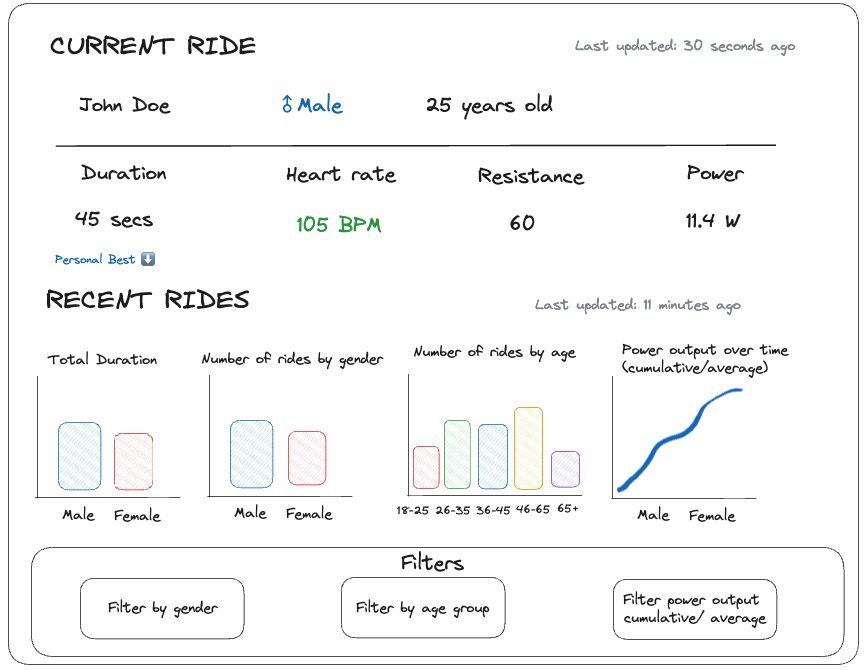 CURRENT RIDE
Last updated: 30 seconds ago
John Doe
♂ Male
25 years old
Duration
Heart rate
Resistance
Power
45 secs
105 BPM
60
11.4 W
Personal Best ⬇️
RECENT RIDES
Last updated: 11 minutes ago
Total Duration
Number of rides by gender
Number of rides by age
Power output over time
(cumulative/average)
Male Female
Male Female
18-25 26-35 36-45 46-65 65+
Male Female
Filters
Filter by gender
Filter by age group
Filter power output
cumulative/ average